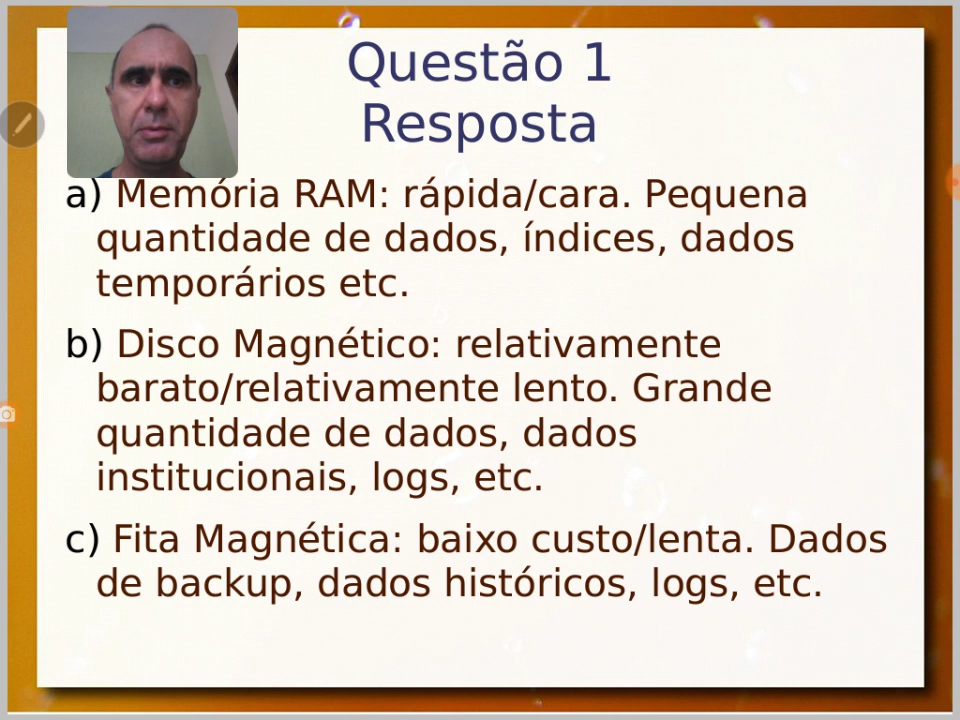 Questão 1
Resposta
a) Memória RAM: rápida/cara. Pequena
quantidade de dados, índices, dados
temporários etc.
b) Disco Magnético: relativamente
barato/relativamente lento. Grande
quantidade de dados, dados
institucionais, logs, etc.
c) Fita Magnética: baixo custo/lenta. Dados
de backup, dados históricos, logs, etc.